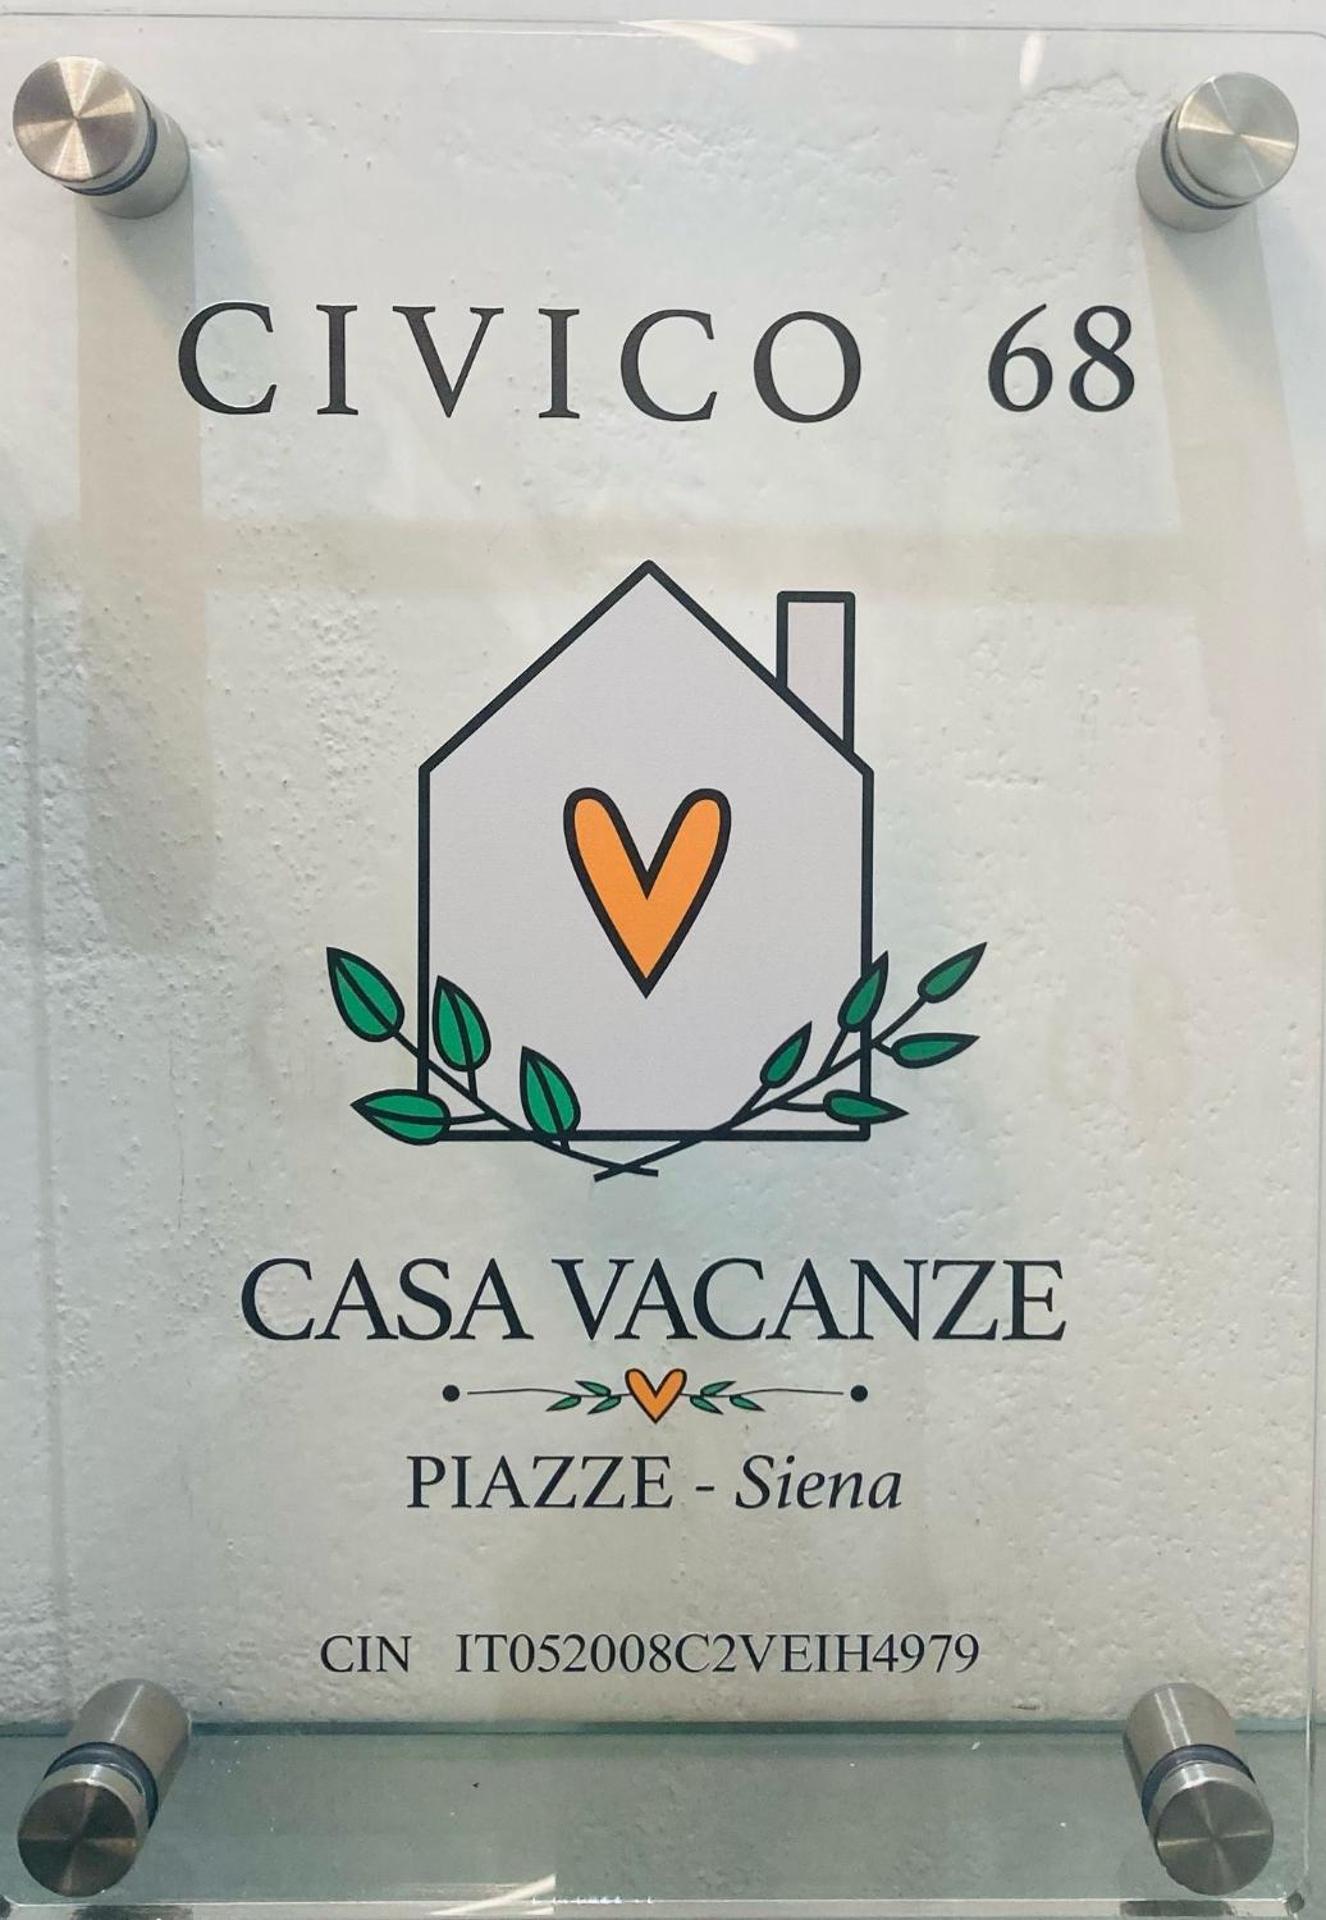 CIVICO 68
CASA VACANZE
PIAZZE - Siena
CIN IT052008C2VEIH4979